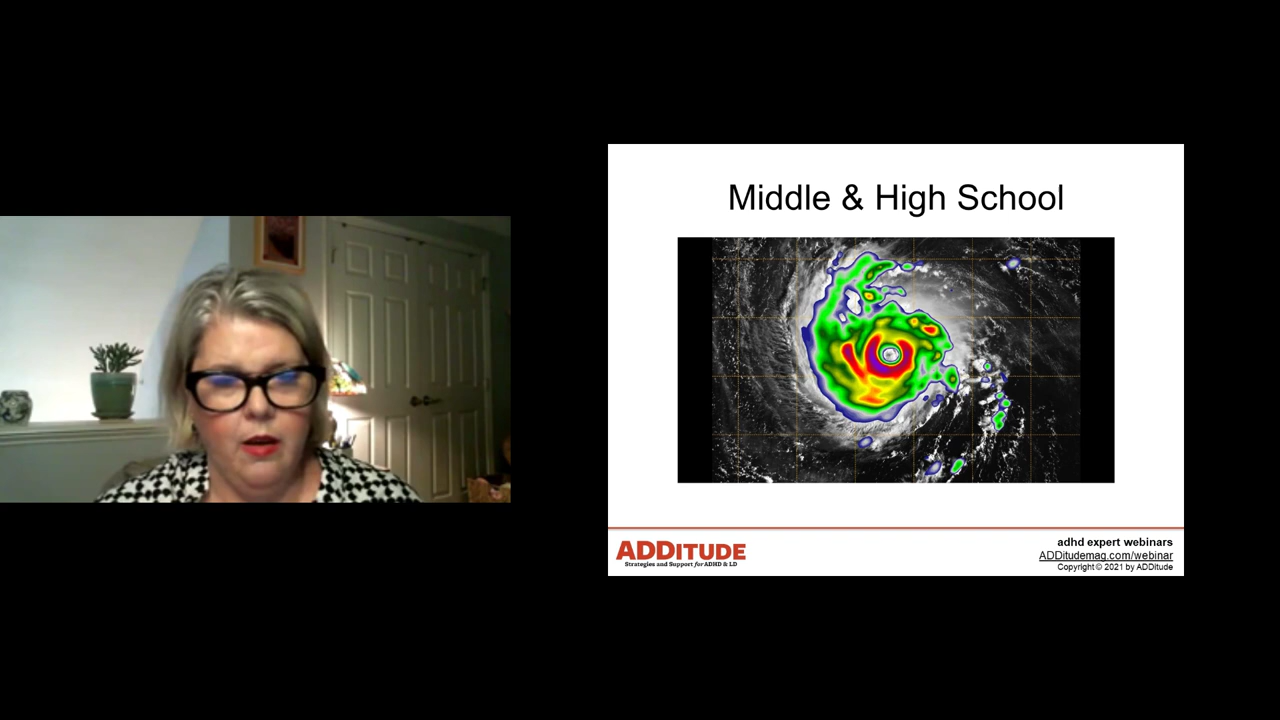 Middle & High School
ADDITUDE
Strategies and Support for ADHD & LD
adhd expert webinars
ADDitudemag.com/webinar
Copyright © 2021 by ADDitude